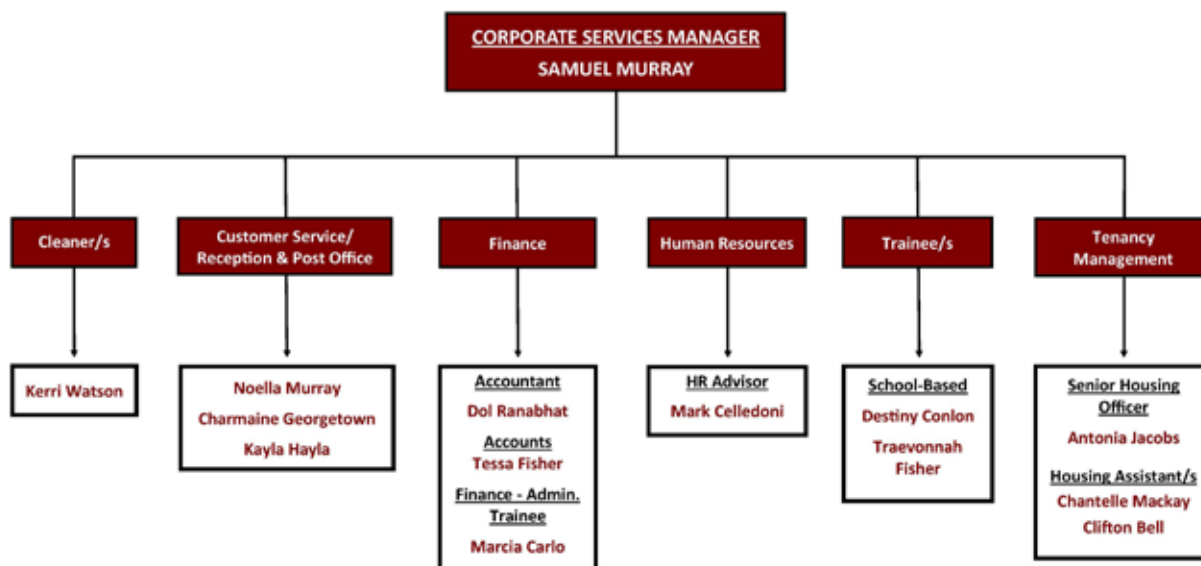 CORPORATE SERVICES MANAGER
SAMUEL MURRAY
Cleaner/s
Kerri Watson
Customer Service/
Reception & Post Office
Noella Murray
Charmaine Georgetown
Kayla Hayla
Finance
Accountant
Dol Ranabhat
Accounts
Tessa Fisher
Finance - Admin.
Trainee
Marcia Carlo
Human Resources
HR Advisor
Mark Celledoni
Trainee/s
School-Based
Destiny Conlon
Traevonnah
Fisher
Tenancy
Management
Senior Housing
Officer
Antonia Jacobs
Housing Assistant/s
Chantelle Mackay
Clifton Bell